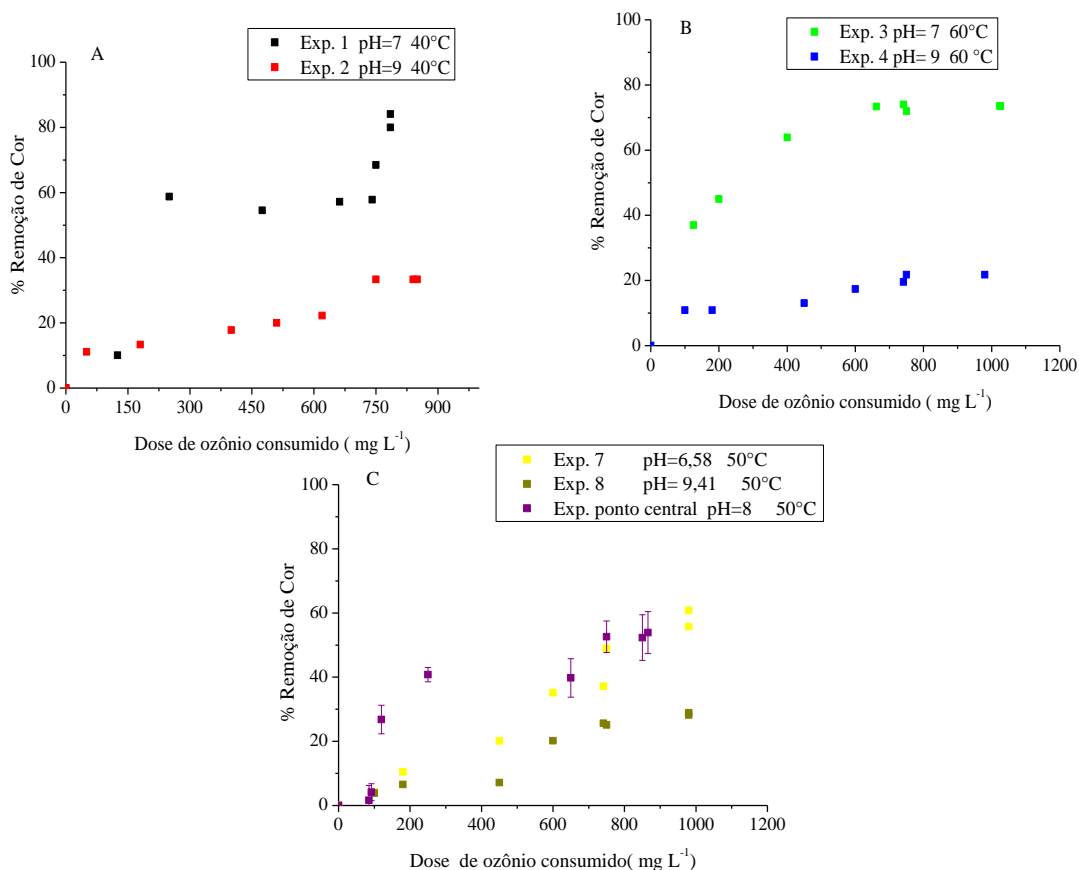 A
Exp. 1 pH=7 40°C
Exp. 2 pH=9 40°C
100
80
60
40
20
0
% Remoção de Cor
0 150 300 450 600 750 900
Dose de ozônio consumido ( mg L-1)
B
Exp. 3 pH= 7 60°C
Exp. 4 pH= 9 60 °C
100
80
60
40
20
0
% Remoção de Cor
0 200 400 600 800 1000 1200
Dose de ozônio consumido ( mg L-1)
C
Exp. 7 pH=6,58 50°C
Exp. 8 pH= 9,41 50°C
Exp. ponto central pH=8 50°C
100
80
60
40
20
0
% Remoção de Cor
0 200 400 600 800 1000 1200
Dose de ozônio consumido( mg L-1)